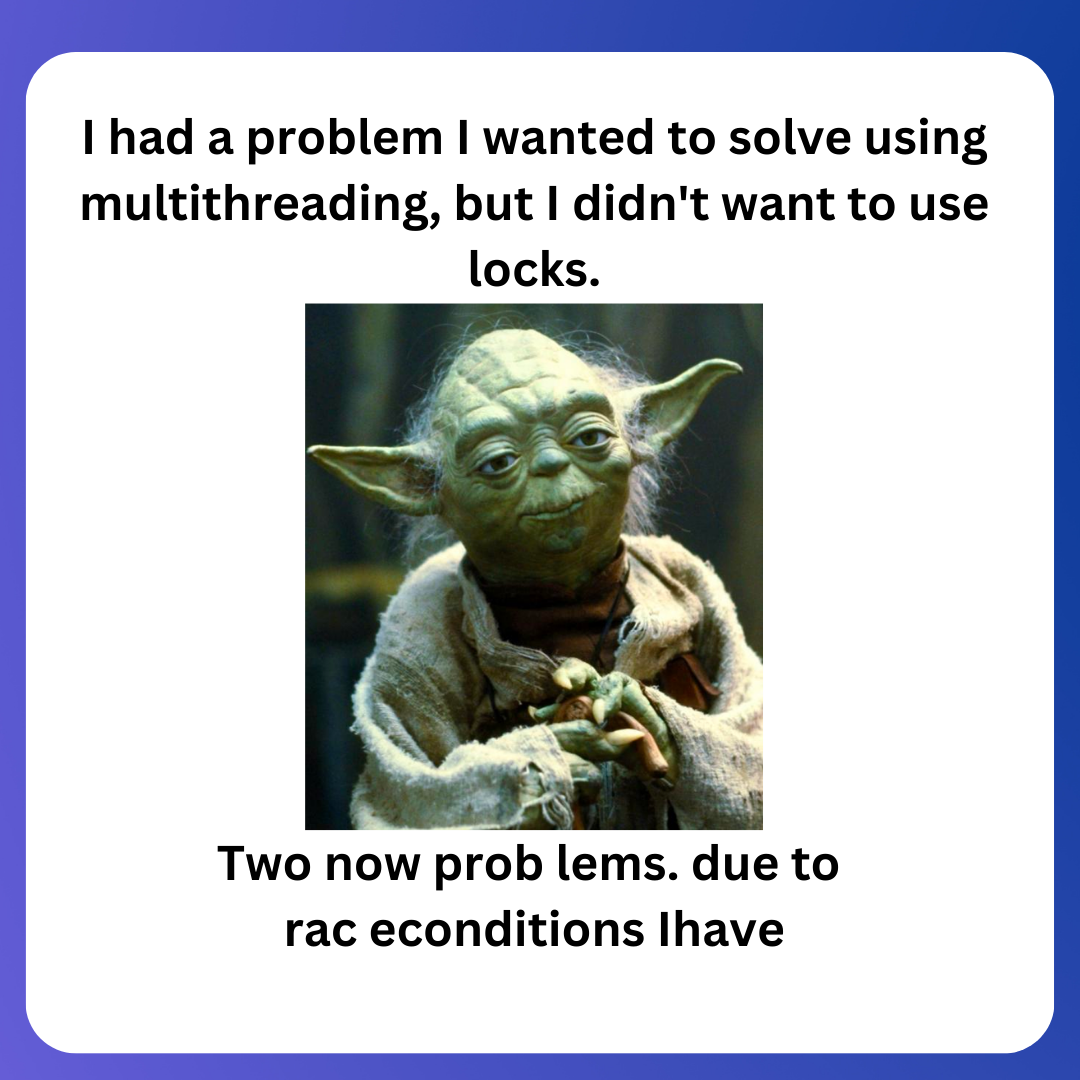 I had a problem I wanted to solve using
multithreading, but I didn't want to use
locks.
Two now prob lems. due to
rac econditions Ihave